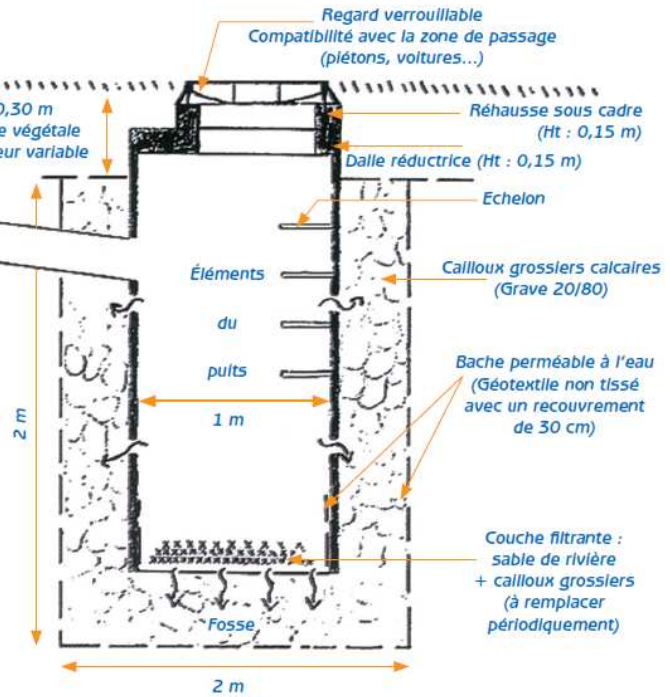 Regard verrouillable
Compatibilité avec la zone de passage
(piétons, voitures...)
0,30 m
végétale
variable
Réhausse sous cadre
(Ht : 0,15 m)
Dalle réductrice (Ht : 0,15 m)
Echelon
Éléments
du
puits
Cailloux grossiers calcaires
(Grave 20/80)
Bache perméable à l'eau
(Géotextile non tissé
avec un recouvrement
de 30 cm)
1 m
2 m
Couche filtrante :
sable de rivière
+ cailloux grossiers
(à remplacer
périodiquement)
Fosse
2 m